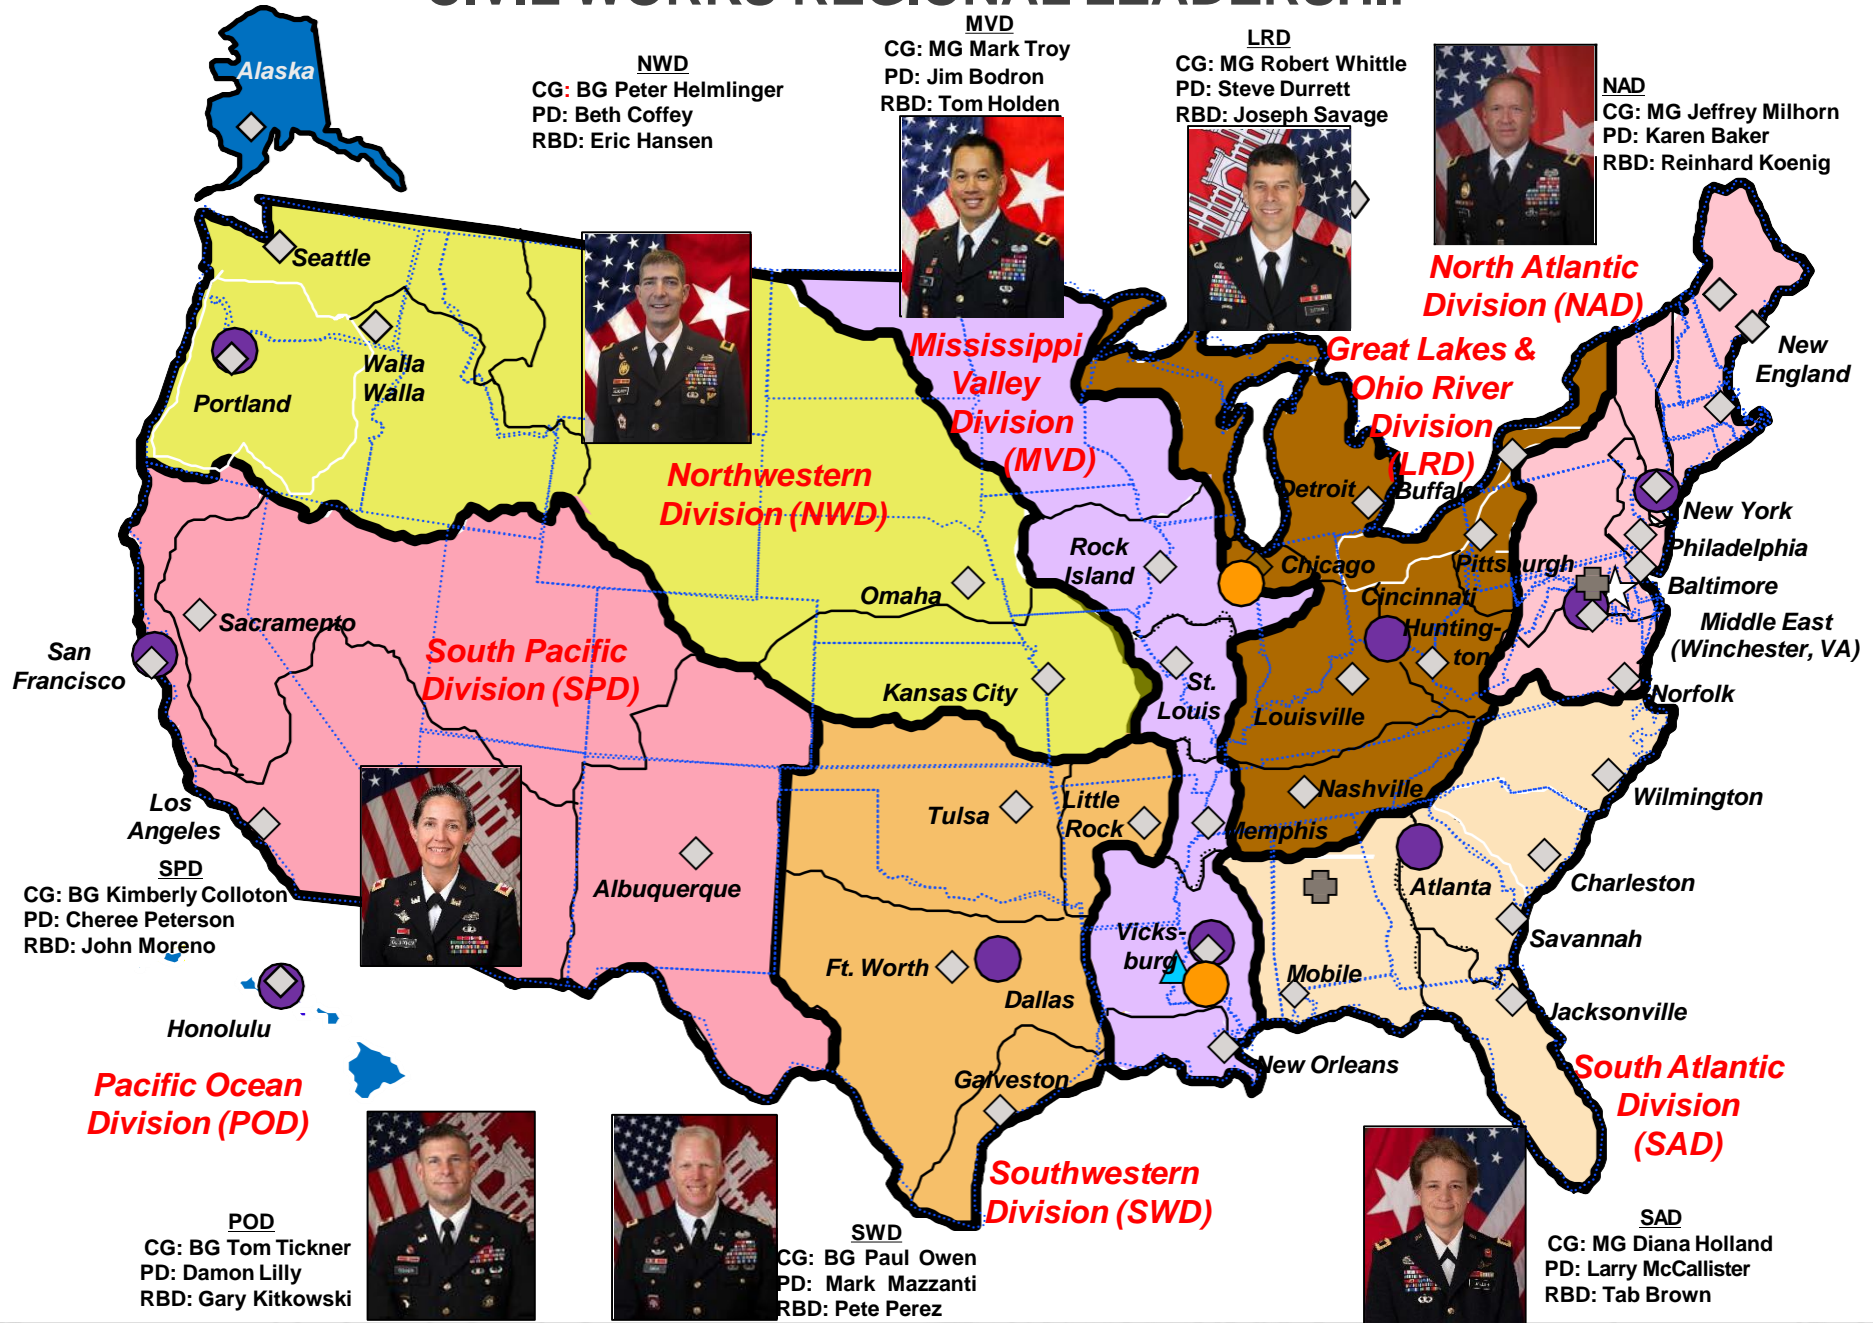 CIVIL WORKS REGIONAL LEADERSHIP
MVD
CG: MG Mark Troy
PD: Jim Bodron
RBD: Tom Holden
LRD
CG: MG Robert Whittle
PD: Steve Durrett
RBD: Joseph Savage
NWD
CG: BG Peter Helmlinger
PD: Beth Coffey
RBD: Eric Hansen
NAD
CG: MG Jeffrey Milhorn
PD: Karen Baker
RBD: Reinhard Koenig
Alaska
Seattle
Portland
Walla
Walla
North Atlantic
Division (NAD)
Mississippi
Valley
Division
(MVD)
Great Lakes &
Ohio River
Division
(LRD)
New
England
Northwestern
Division (NWD)
Detroit
Buffalo
New York
Philadelphia
Baltimore
Middle East
(Winchester, VA)
Norfolk
Rock
Island
Chicago
Pittsburgh
Cincinnati
Hunting-
ton
Omaha
Sacramento
San
Francisco
South Pacific
Division (SPD)
Kansas City
St.
Louis
Louisville
Nashville
Memphis
Wilmington
Los
Angeles
Tulsa
Little
Rock
SPD
CG: BG Kimberly Colloton
PD: Cheree Peterson
RBD: John Moreno
Albuquerque
Atlanta
Charleston
Savannah
Vicks-
burg
Ft. Worth
Dallas
Mobile
Jacksonville
Honolulu
New Orleans
Galveston
Pacific Ocean
Division (POD)
South Atlantic
Division
(SAD)
Southwestern
Division (SWD)
POD
CG: BG Tom Tickner
PD: Damon Lilly
RBD: Gary Kitkowski
SWD
CG: BG Paul Owen
PD: Mark Mazzanti
RBD: Pete Perez
SAD
CG: MG Diana Holland
PD: Larry McCallister
RBD: Tab Brown